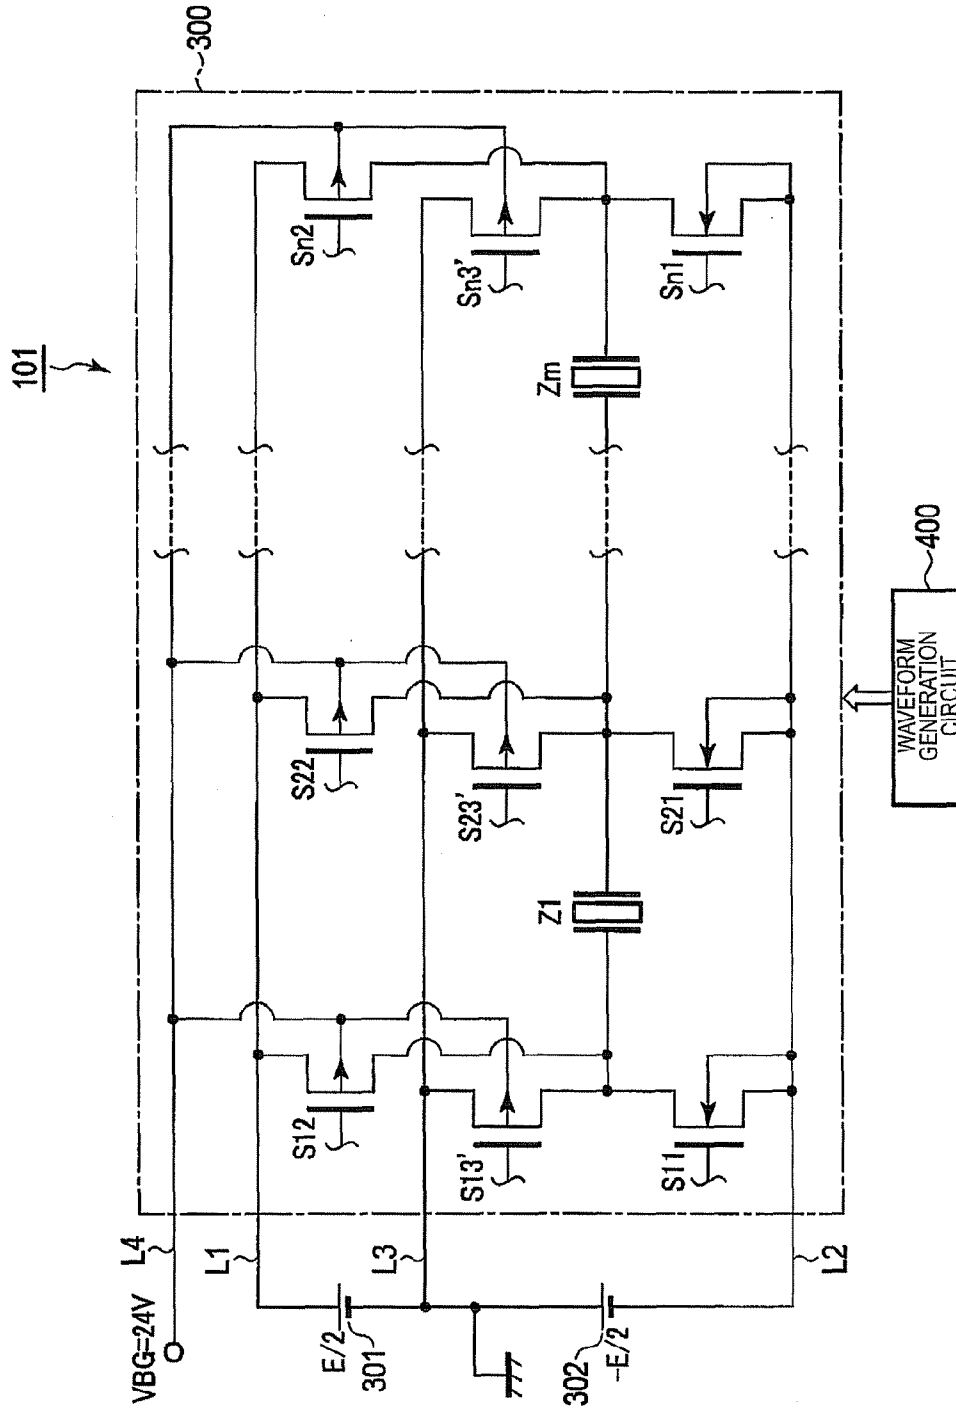 101
300
VBG=24V
L4
L1
E/2
301
L3
302
-E/2
L2
S12
S22
Sn2
S13'
S23'
Sn3'
Z1
Zm
S11
S21
Sn1
WAVEFORM
GENERATION
CIRCUIT
400